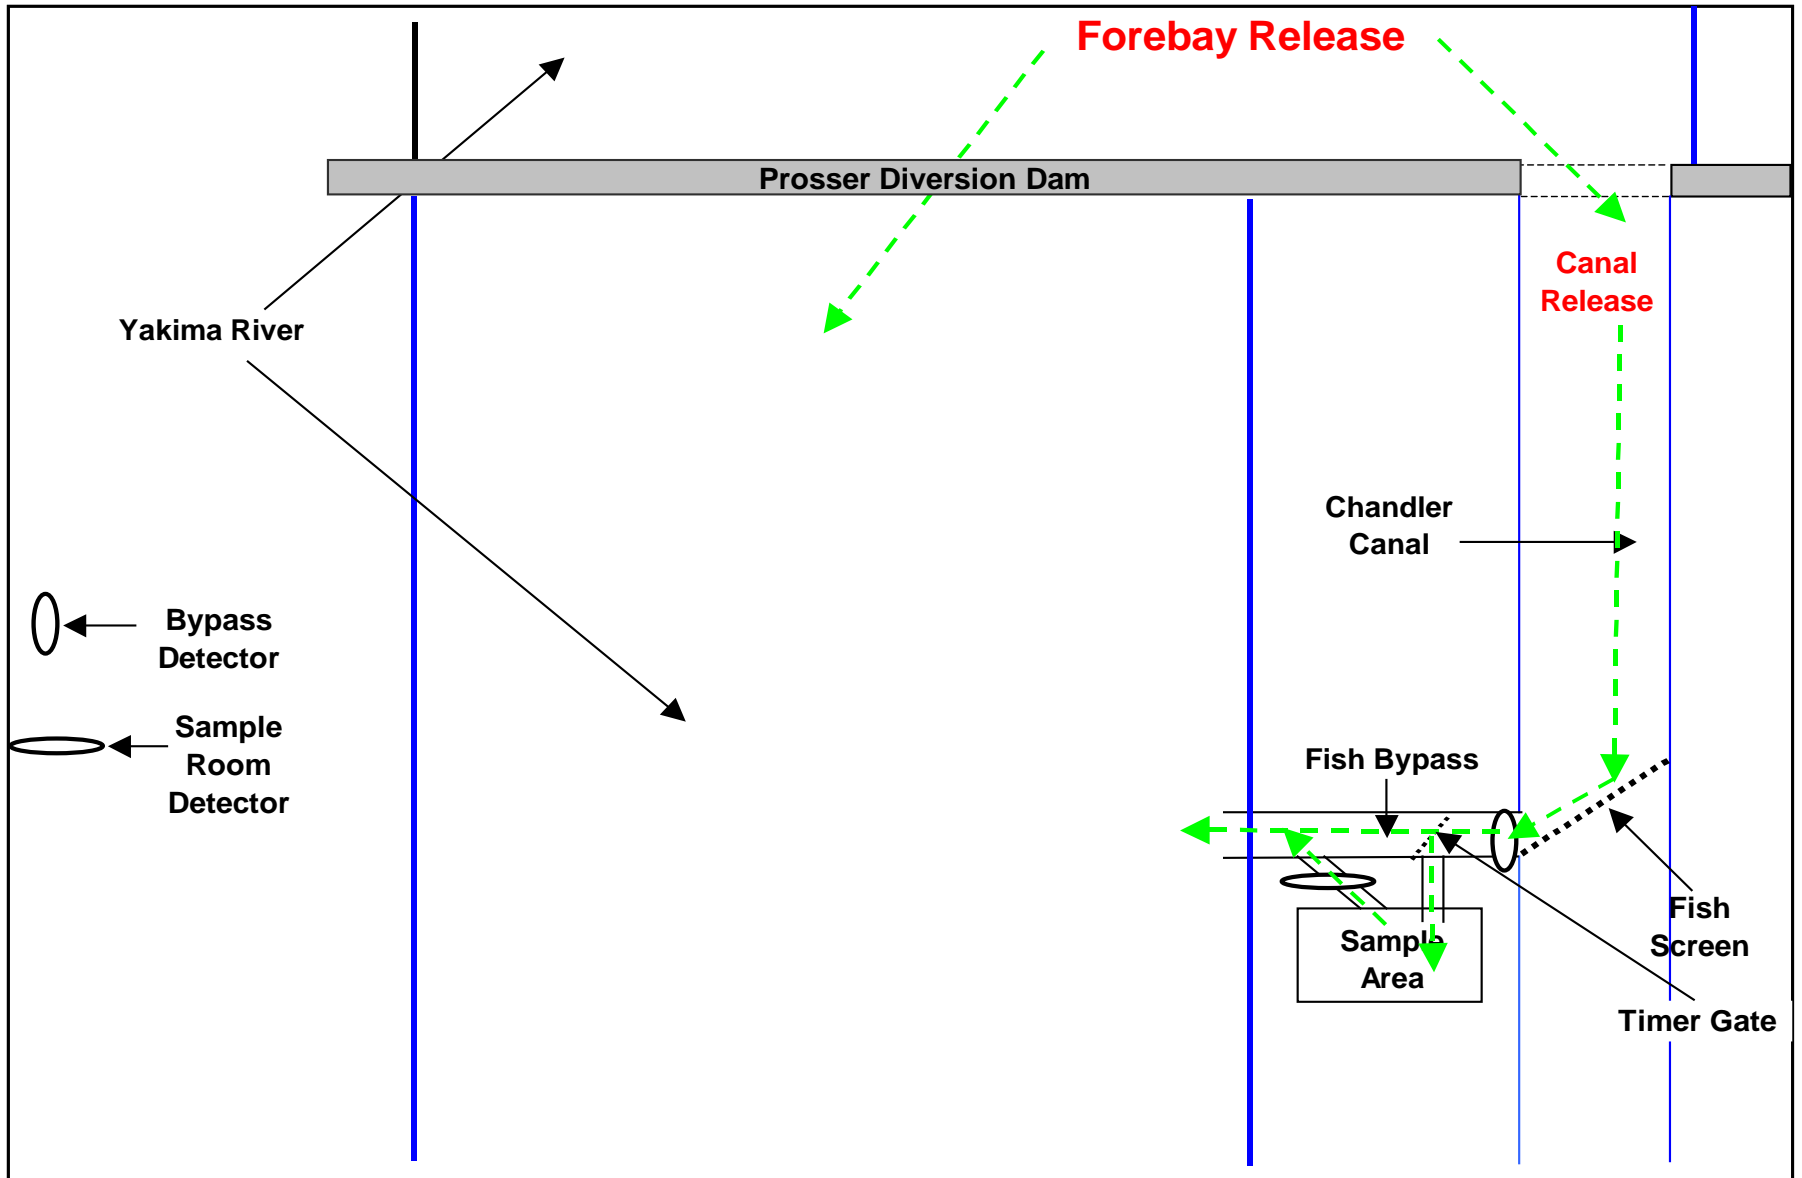 Forebay Release
Prosser Diversion Dam
Canal
Release
Yakima River
Chandler
Canal
Bypass
Detector
Sample
Room
Detector
Fish Bypass
Fish
Screen
Sample
Area
Timer Gate